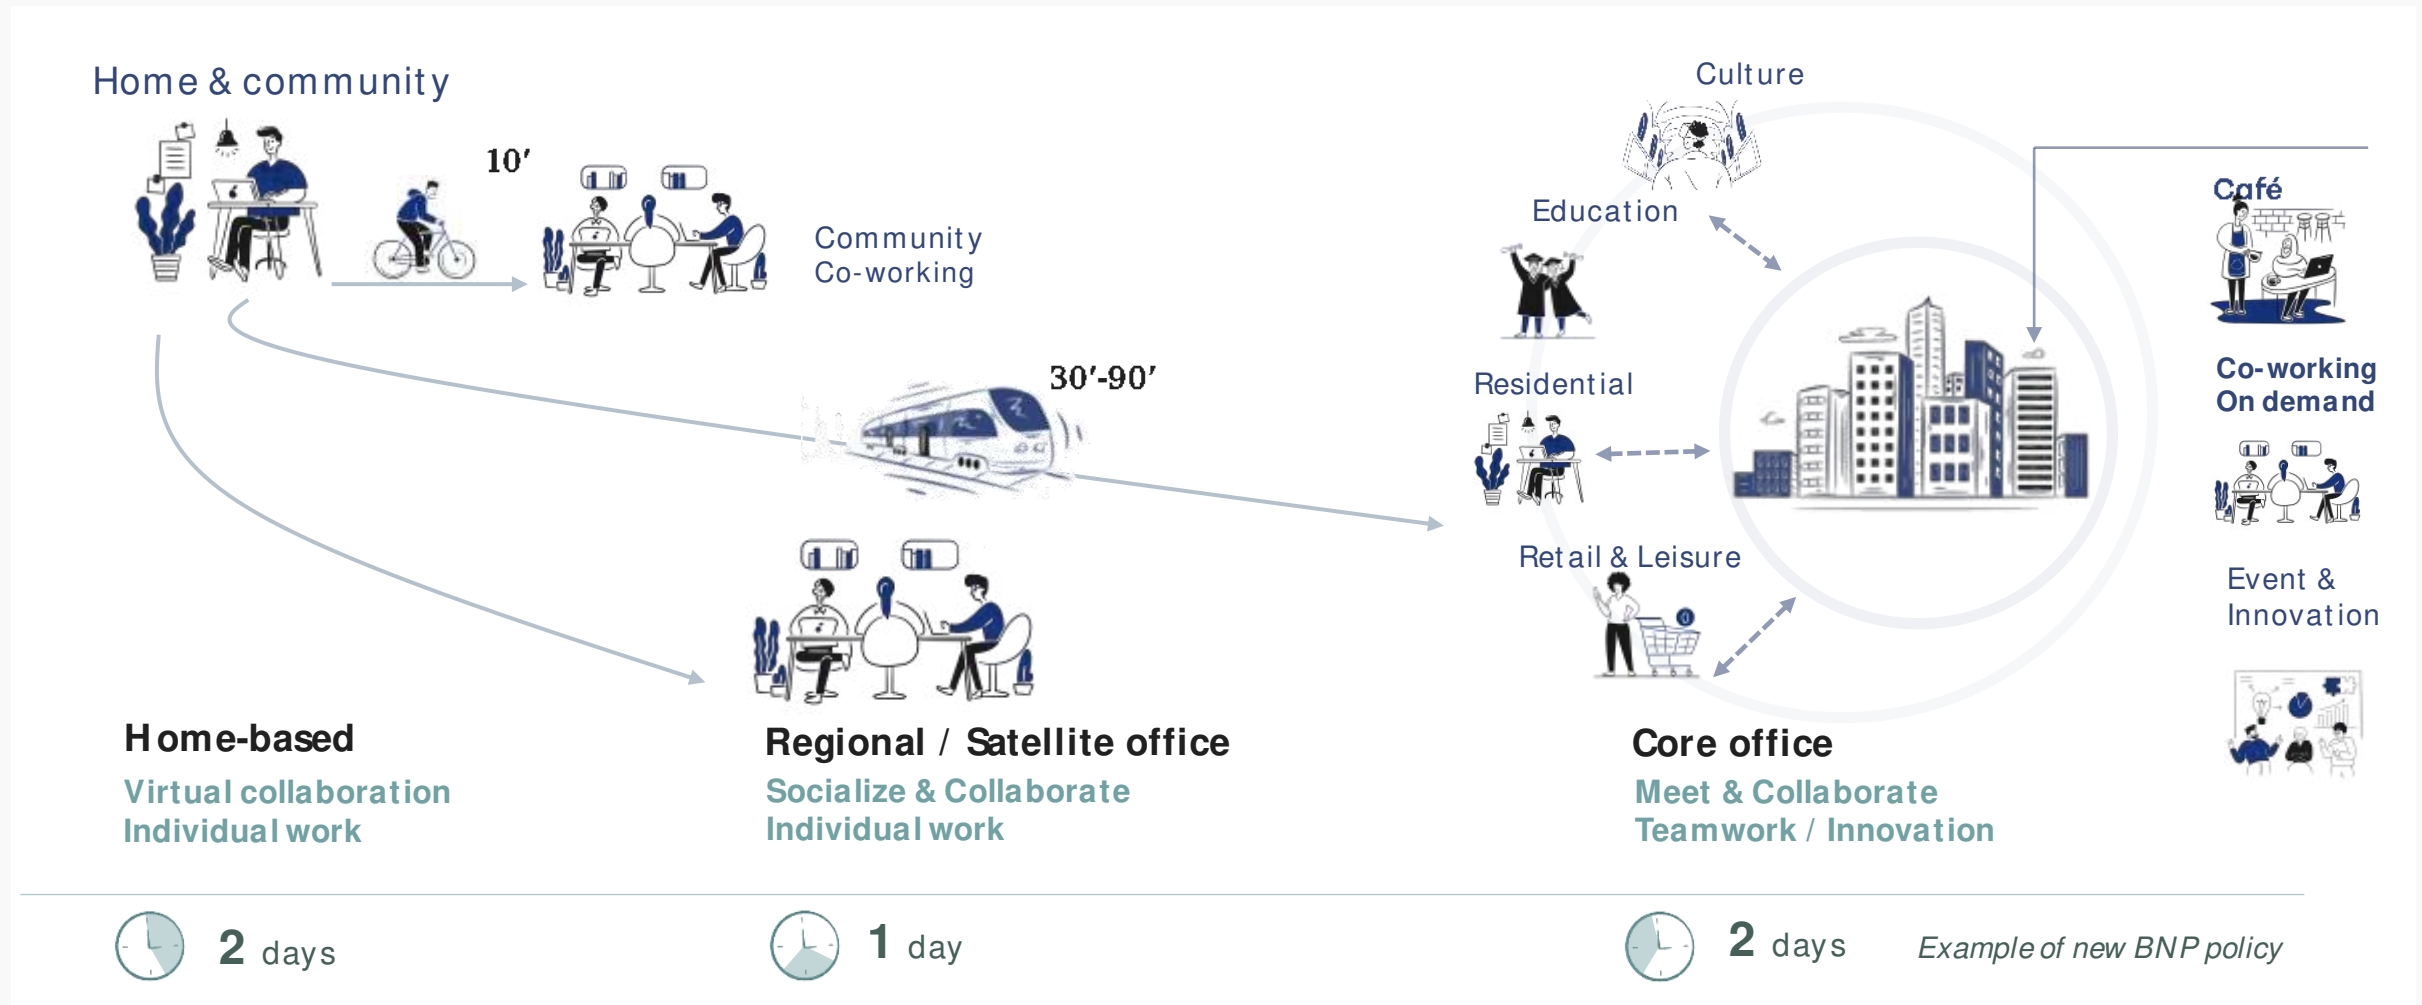 Home & community
10′
Community
Co-working
30′-90′
Culture
Education
Residential
Retail & Leisure
Café
Co-working
On demand
Event &
Innovation
Home-based
Virtual collaboration
Individual work
Regional / Satellite office
Socialize & Collaborate
Individual work
Core office
Meet & Collaborate
Teamwork / Innovation
2 days
1 day
2 days
Example of new BNP policy